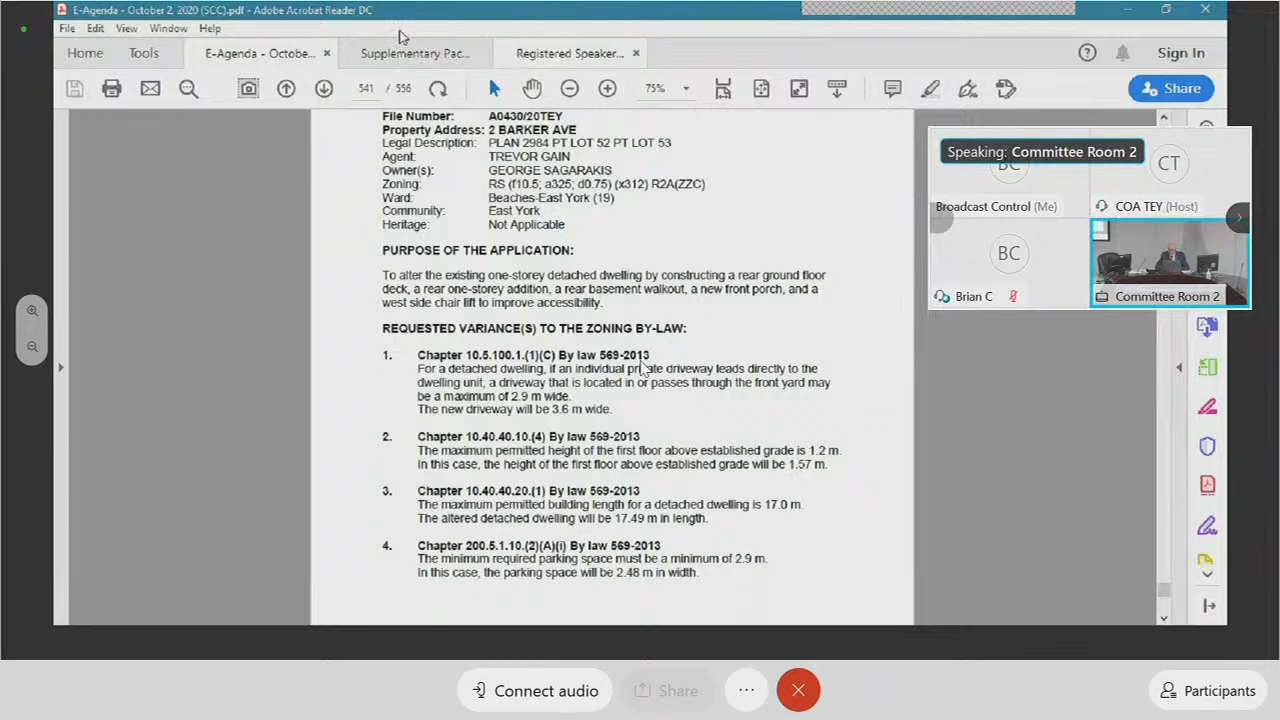 E-Agenda - October 2, 2020 (SCC).pdf - Adobe Acrobat Reader DC
File Edit View Window Help
Home Tools E-Agenda - Octobe... × Supplementary Pac... Registered Speaker... × Sign In
541 / 556 75% Share
File Number: A0430/20TEY
Property Address: 2 BARKER AVE
Legal Description: PLAN 2984 PT LOT 52 PT LOT 53
Agent: TREVOR GAIN
Owner(s): GEORGE SAGARAKIS
Zoning: RS (f10.5; a325; d0.75) (x312) R2A(ZZC)
Ward: Beaches-East York (19)
Community: East York
Heritage: Not Applicable
PURPOSE OF THE APPLICATION:
To alter the existing one-storey detached dwelling by constructing a rear ground floor
deck, a rear one-storey addition, a rear basement walkout, a new front porch, and a
west side chair lift to improve accessibility.
REQUESTED VARIANCE(S) TO THE ZONING BY-LAW:
1. Chapter 10.5.100.1.(1)(C) By law 569-2013
For a detached dwelling, if an individual private driveway leads directly to the
dwelling unit, a driveway that is located in or passes through the front yard may
be a maximum of 2.9 m wide.
The new driveway will be 3.6 m wide.
2. Chapter 10.40.40.10.(4) By law 569-2013
The maximum permitted height of the first floor above established grade is 1.2 m.
In this case, the height of the first floor above established grade will be 1.57 m.
3. Chapter 10.40.40.20.(1) By law 569-2013
The maximum permitted building length for a detached dwelling is 17.0 m.
The altered detached dwelling will be 17.49 m in length.
4. Chapter 200.5.1.10.(2)(A)(i) By law 569-2013
The minimum required parking space must be a minimum of 2.9 m.
In this case, the parking space will be 2.48 m in width.
Speaking: Committee Room 2
BC CT
Broadcast Control (Me) COA TEY (Host)
BC
Brian C Committee Room 2
Connect audio Share ... Participants